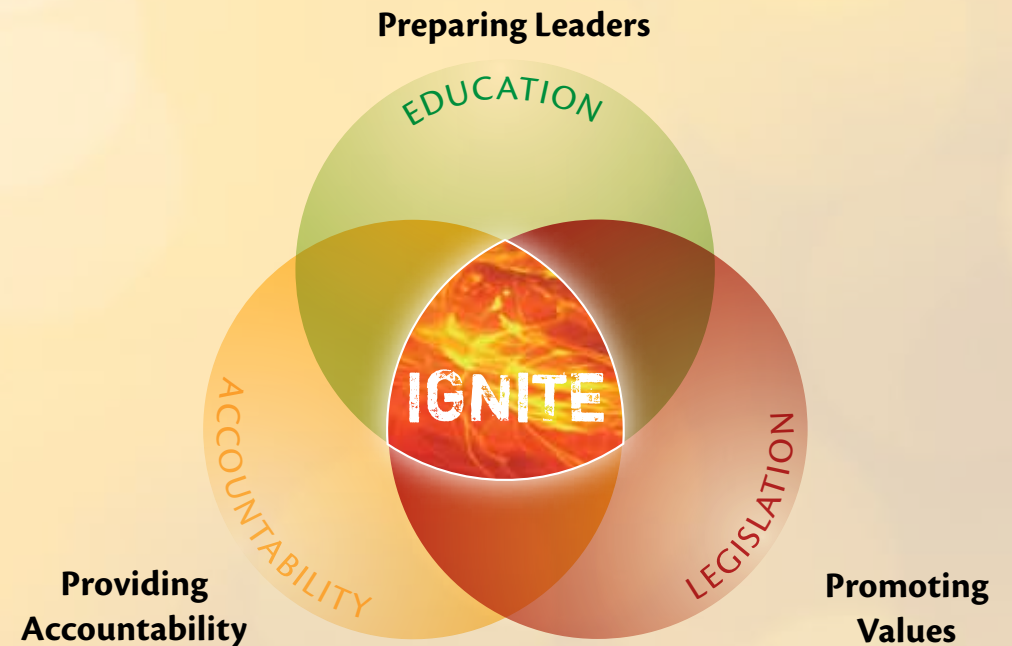 Preparing Leaders
EDUCATION
IGNITE
ACCOUNTABILITY
LEGISLATION
Providing
Accountability
Promoting
Values